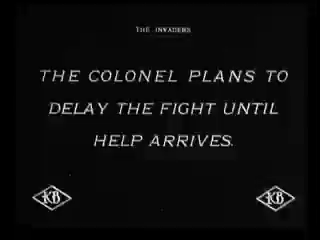 THE INVADERS
THE COLONEL PLANS TO
DELAY THE FIGHT UNTIL
HELP ARRIVES.
KB KB